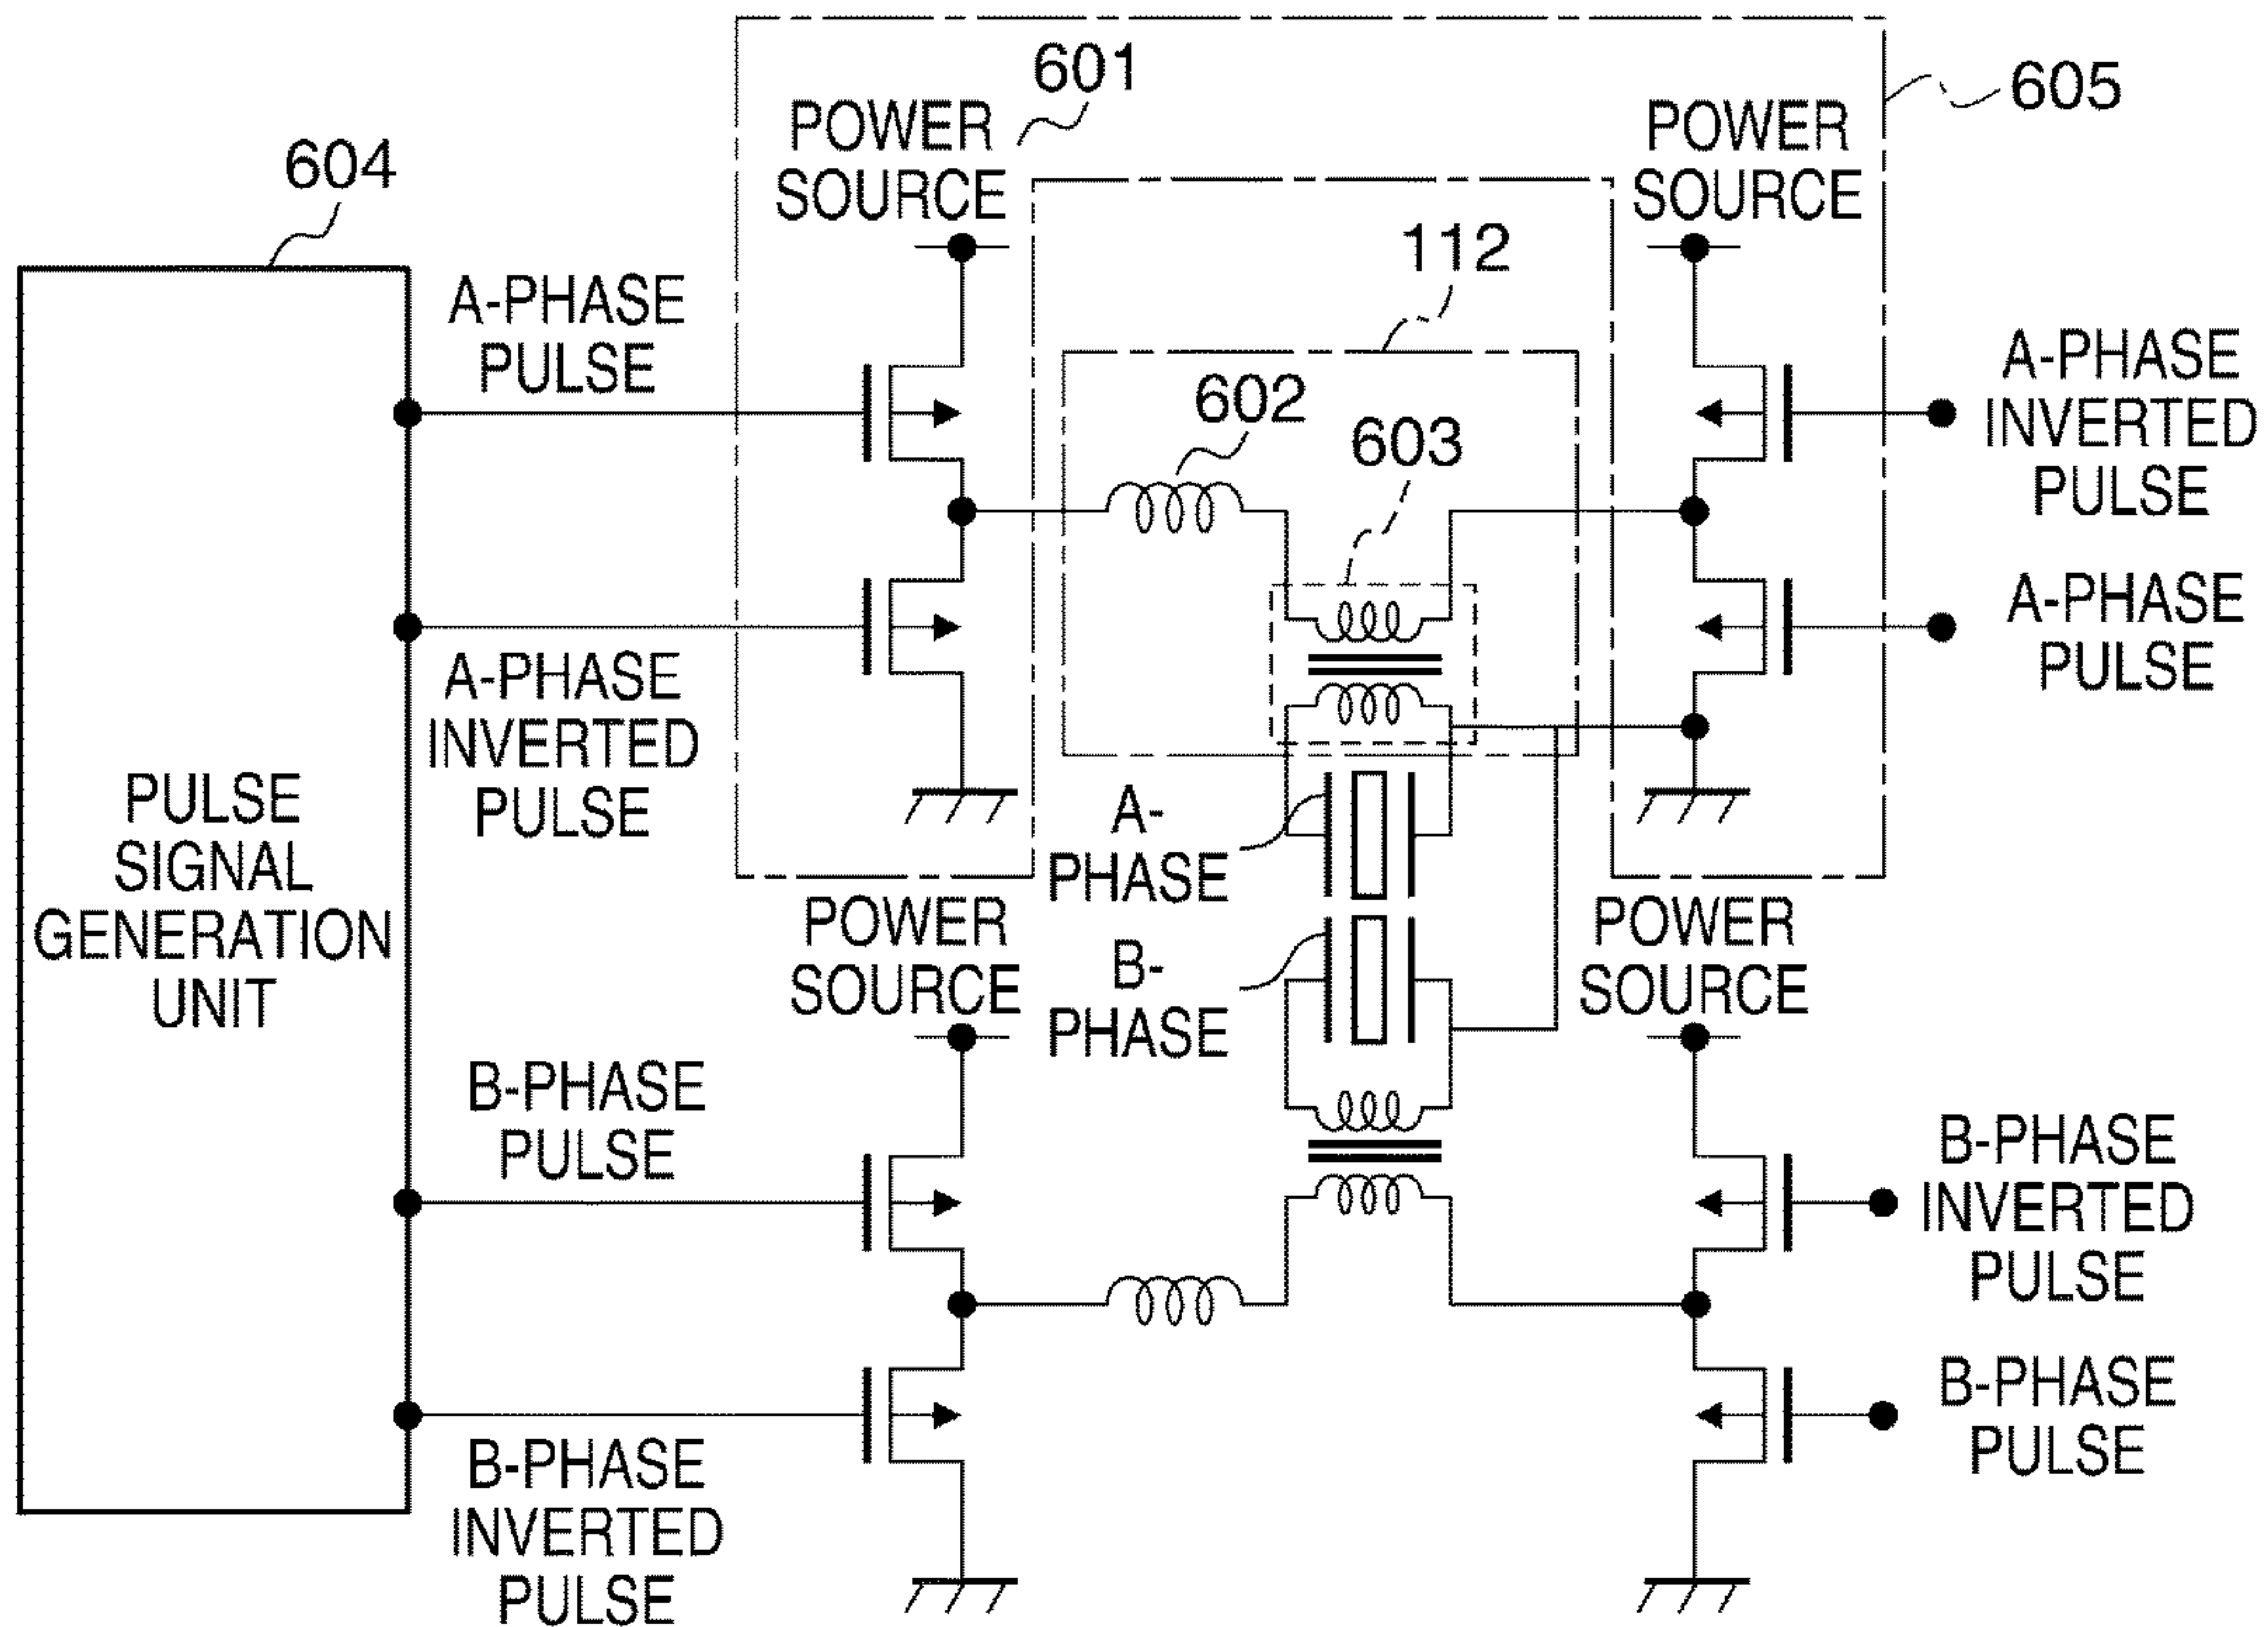 601
605
POWER
SOURCE
POWER
SOURCE
604
112
A-PHASE
PULSE
A-PHASE
INVERTED
PULSE
602
603
A-PHASE
PULSE
A-PHASE
INVERTED
PULSE
PULSE
SIGNAL
GENERATION
UNIT
A-
PHASE
B-
PHASE
POWER
SOURCE
POWER
SOURCE
B-PHASE
PULSE
B-PHASE
INVERTED
PULSE
B-PHASE
PULSE
B-PHASE
INVERTED
PULSE